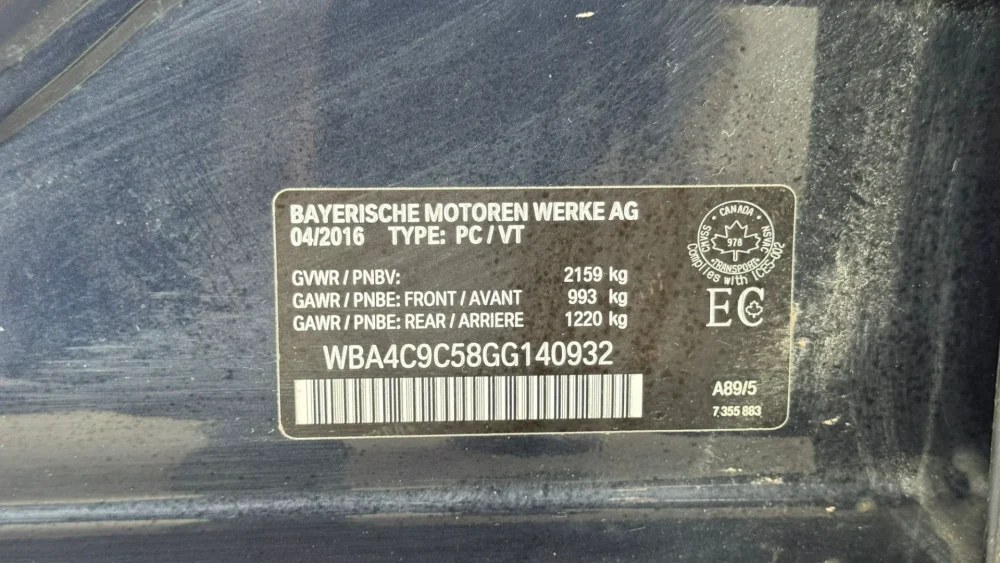 BAYERISCHE MOTOREN WERKE AG
04/2016 TYPE: PC / VT
GVWR / PNBV: 2159 kg
GAWR / PNBE: FRONT / AVANT 993 kg
GAWR / PNBE: REAR / ARRIERE 1220 kg
WBA4C9C58GG140932
CANADA
CMVSS
NSVAC
978
TRANSPORT
Complies with ICES-002
EC
A89/5
7 355 883